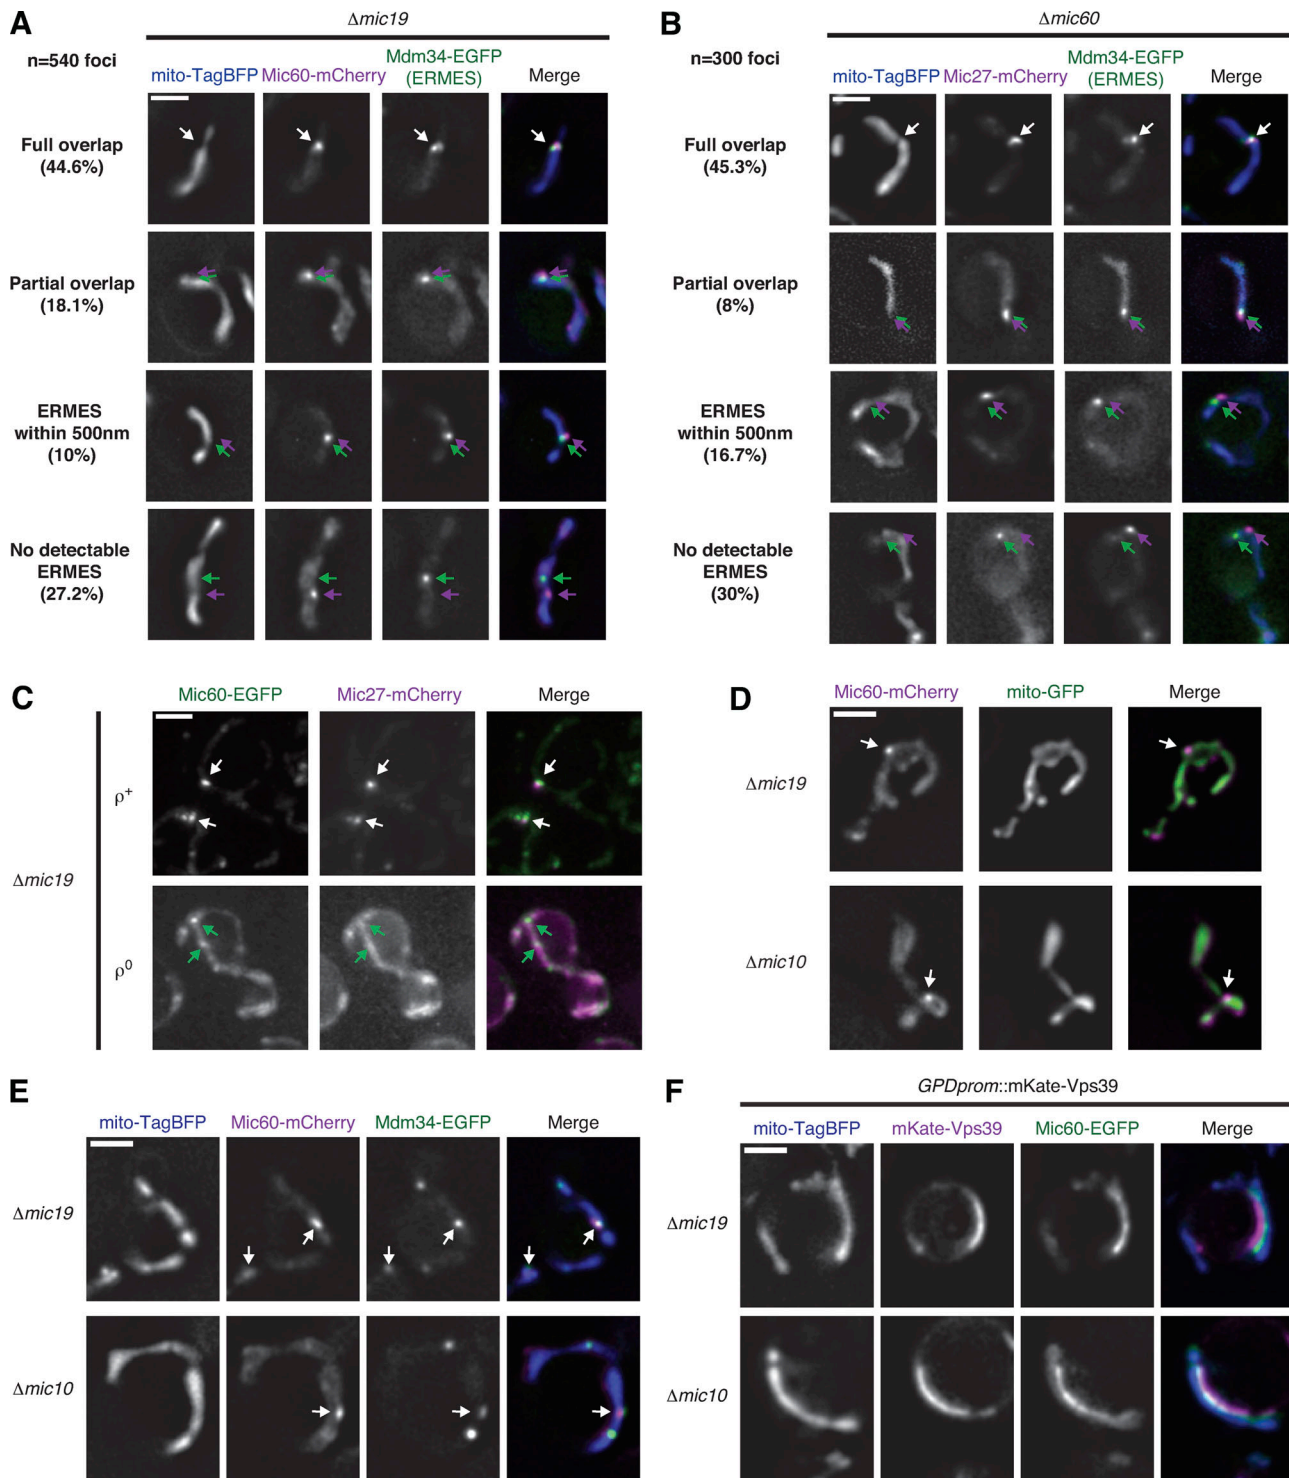 A
Δmic19
n=540 foci
mito-TagBFP Mic60-mCherry Mdm34-EGFP (ERMES) Merge
Full overlap
(44.6%)
Partial overlap
(18.1%)
ERMES
within 500nm
(10%)
No detectable
ERMES
(27.2%)
B
Δmic60
n=300 foci
mito-TagBFP Mic27-mCherry Mdm34-EGFP (ERMES) Merge
Full overlap
(45.3%)
Partial overlap
(8%)
ERMES
within 500nm
(16.7%)
No detectable
ERMES
(30%)
C
Mic60-EGFP Mic27-mCherry Merge
Δmic19
ρ+
ρ0
D
Mic60-mCherry mito-GFP Merge
Δmic19
Δmic10
E
mito-TagBFP Mic60-mCherry Mdm34-EGFP Merge
Δmic19
Δmic10
F
GPDprom::mKate-Vps39
mito-TagBFP mKate-Vps39 Mic60-EGFP Merge
Δmic19
Δmic10